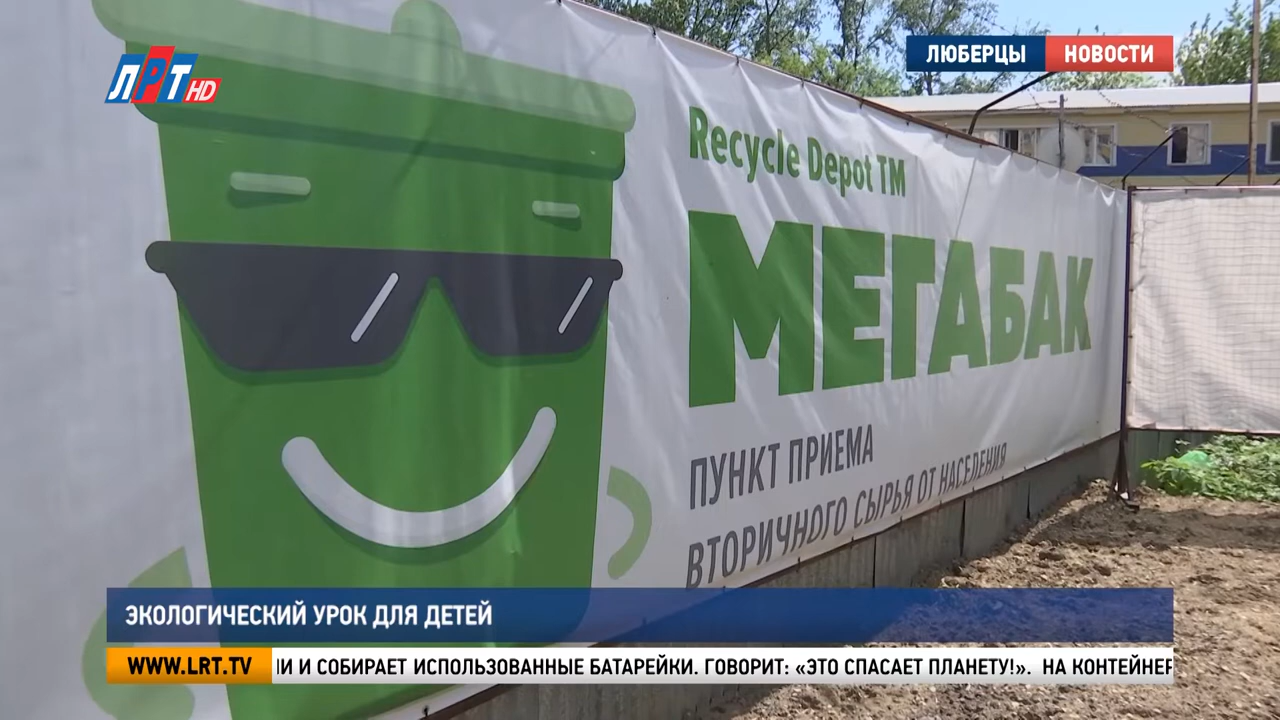 ЛРТ HD
ЛЮБЕРЦЫ НОВОСТИ
Recycle Depot TM
МЕГАБАК
ПУНКТ ПРИЕМА
ВТОРИЧНОГО СЫРЬЯ ОТ НАСЕЛЕНИЯ
ЭКОЛОГИЧЕСКИЙ УРОК ДЛЯ ДЕТЕЙ
WWW.LRT.TV И СОБИРАЕТ ИСПОЛЬЗОВАННЫЕ БАТАРЕЙКИ. ГОВОРИТ: «ЭТО СПАСАЕТ ПЛАНЕТУ!». НА КОНТЕЙНЕР